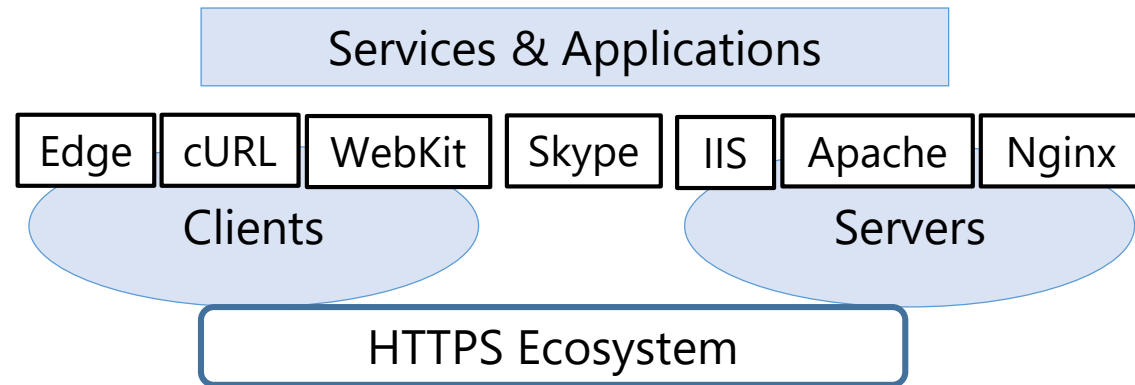 Services & Applications
Edge cURL WebKit Skype IIS Apache Nginx
Clients Servers
HTTPS Ecosystem